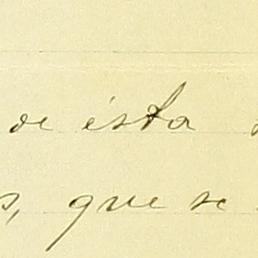 de ésta
s, que se